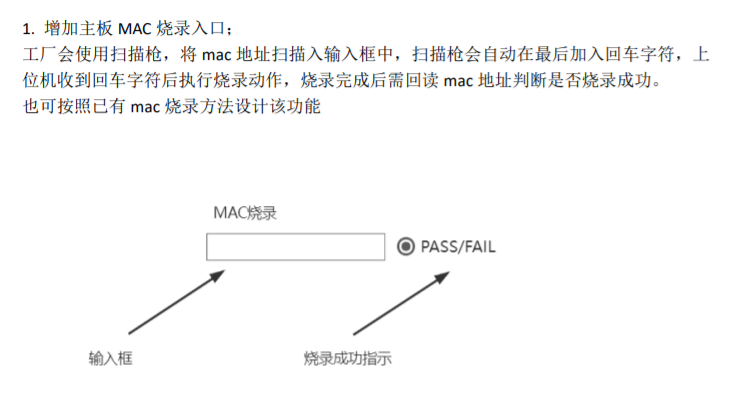 1. 增加主板 MAC 烧录入口；
工厂会使用扫描枪，将 mac 地址扫描入输入框中，扫描枪会自动在最后加入回车字符，上
位机收到回车字符后执行烧录动作，烧录完成后需回读 mac 地址判断是否烧录成功。
也可按照已有 mac 烧录方法设计该功能
MAC烧录
PASS/FAIL
输入框
烧录成功指示